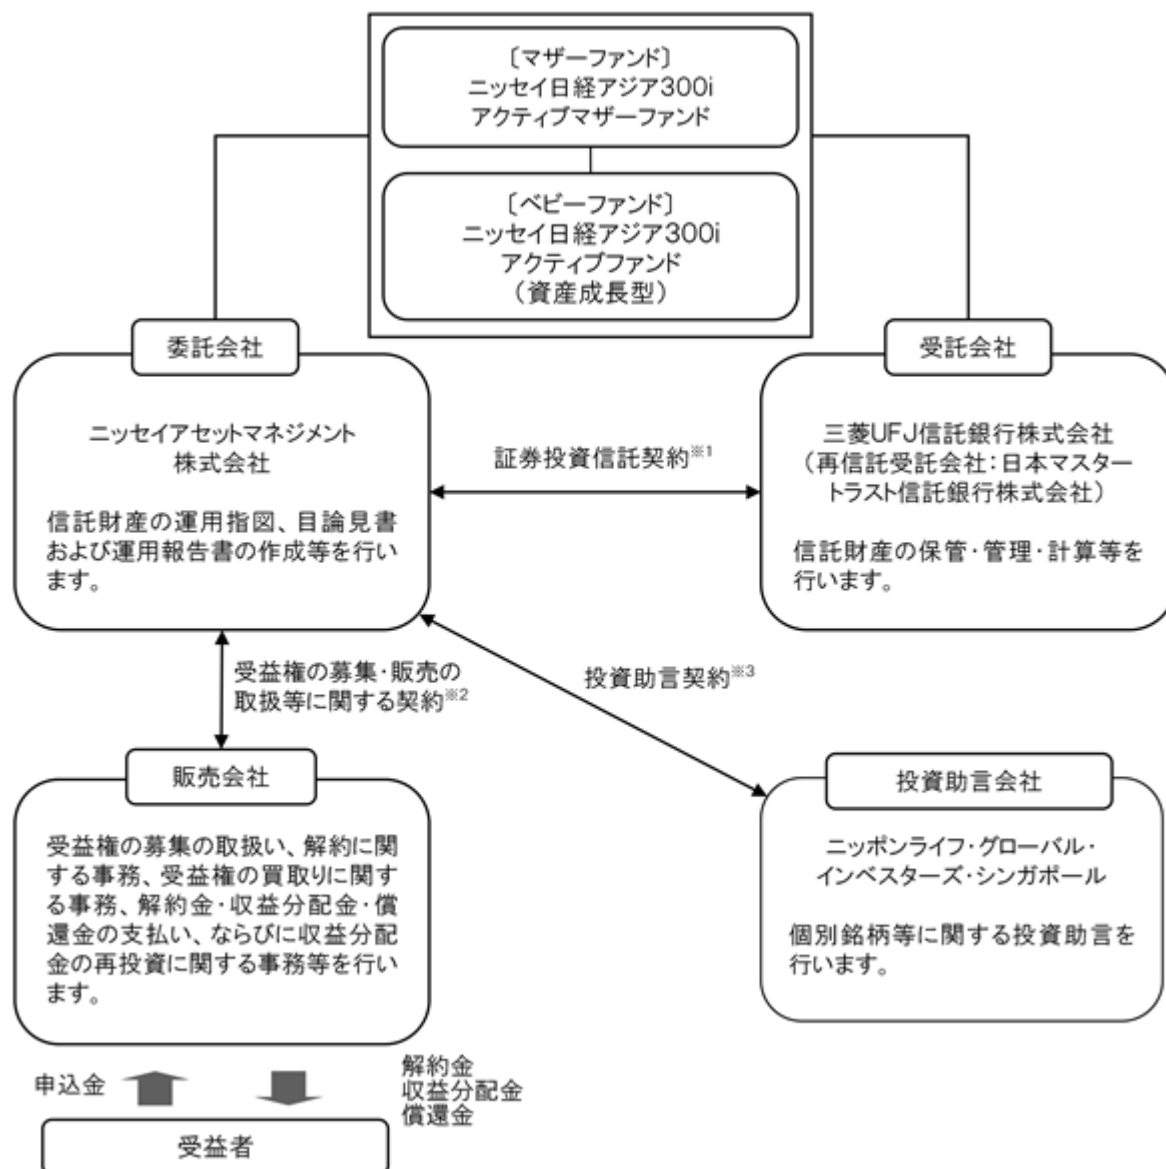 〔マザーファンド〕
ニッセイ日経アジア300i
アクティブマザーファンド
〔ベビーファンド〕
ニッセイ日経アジア300i
アクティブファンド
（資産成長型）
委託会社
ニッセイアセットマネジメント
株式会社
信託財産の運用指図、目論見書
および運用報告書の作成等を行い
ます。
証券投資信託契約※1
受託会社
三菱UFJ信託銀行株式会社
（再信託受託会社：日本マスター
トラスト信託銀行株式会社）
信託財産の保管・管理・計算等を
行います。
受益権の募集・販売の
取扱等に関する契約※2
投資助言契約※3
販売会社
受益権の募集の取扱い、解約に関
する事務、受益権の買取りに関す
る事務、解約金・収益分配金・償
還金の支払い、ならびに収益分配
金の再投資に関する事務等を行い
ます。
投資助言会社
ニッポンライフ・グローバル・
インベスターズ・シンガポール
個別銘柄等に関する投資助言を
行います。
申込金
解約金
収益分配金
償還金
受益者